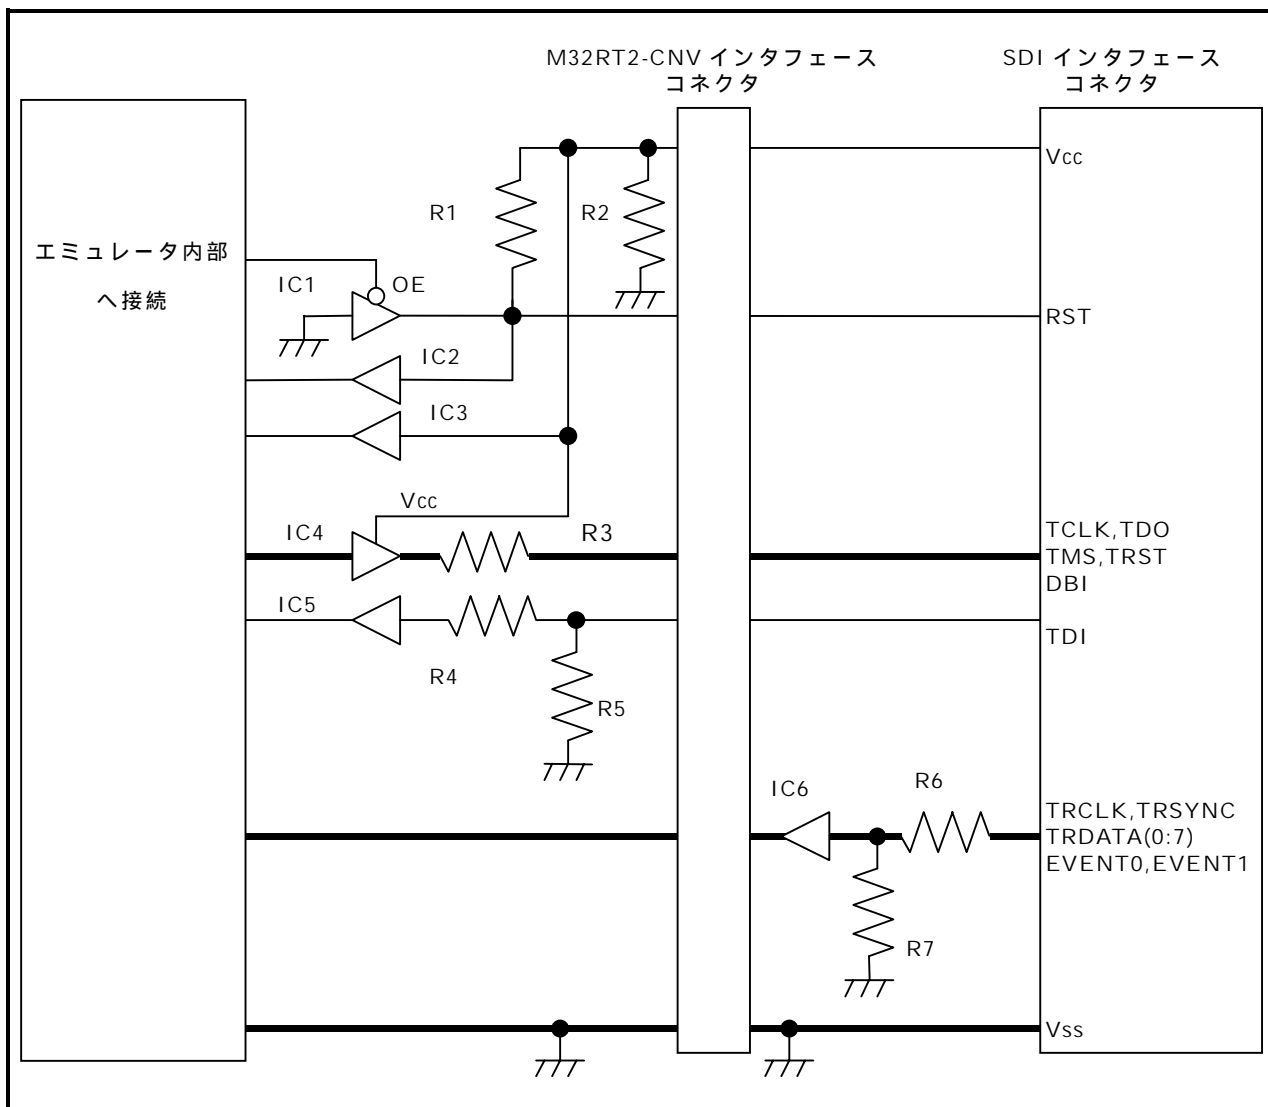 M32RT2-CNV インタフェース
コネクタ
SDI インタフェース
コネクタ
エミュレータ内部
へ接続
R1
R2
Vcc
IC1
OE
RST
IC2
IC3
Vcc
IC4
R3
TCLK,TDO
TMS,TRST
DBI
IC5
TDI
R4
R5
IC6
R6
TRCLK,TRSYNC
TRDATA(0:7)
EVENT0,EVENT1
R7
Vss